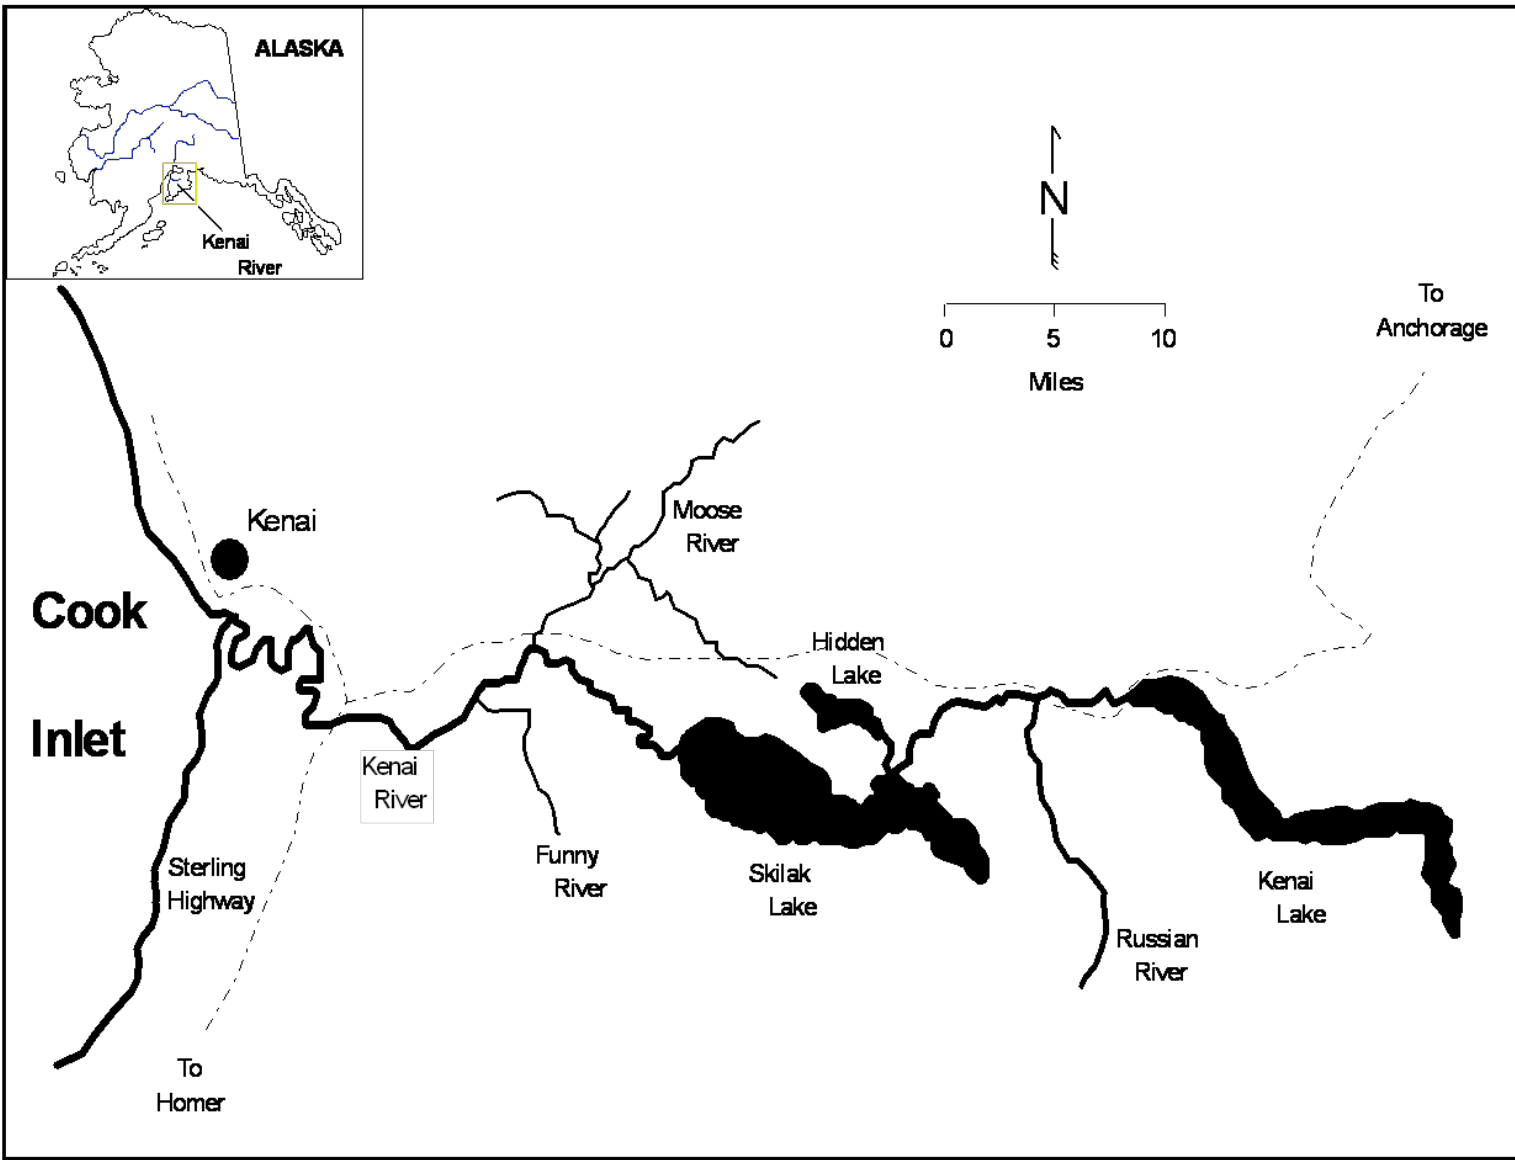 ALASKA
Kenai
River
N
0 5 10
Miles
To
Anchorage
Kenai
Moose
River
Cook
Inlet
Hidden
Lake
Kenai
River
Sterling
Highway
Funny
River
Skilak
Lake
Kenai
Lake
Russian
River
To
Homer